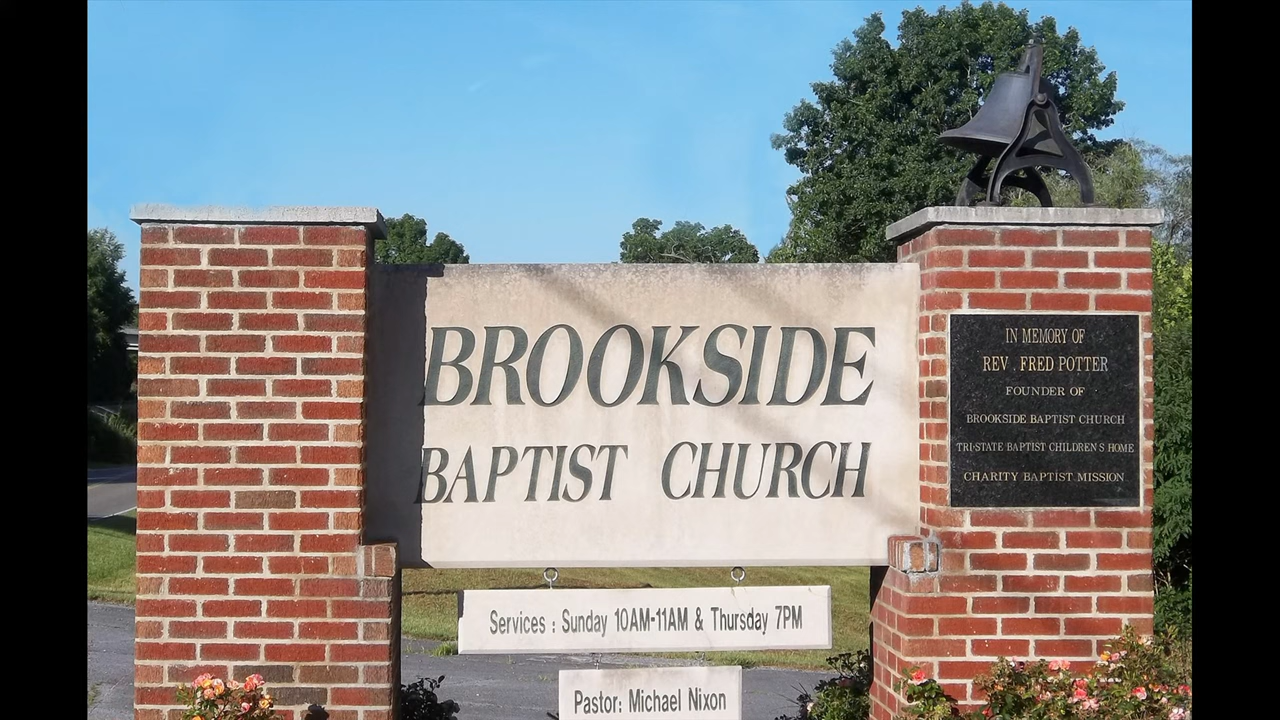 BROOKSIDE
BAPTIST CHURCH
Services : Sunday 10AM-11AM & Thursday 7PM
Pastor: Michael Nixon
IN MEMORY OF
REV . FRED POTTER
FOUNDER OF
BROOKSIDE BAPTIST CHURCH
TRI-STATE BAPTIST CHILDREN'S HOME
CHARITY BAPTIST MISSION